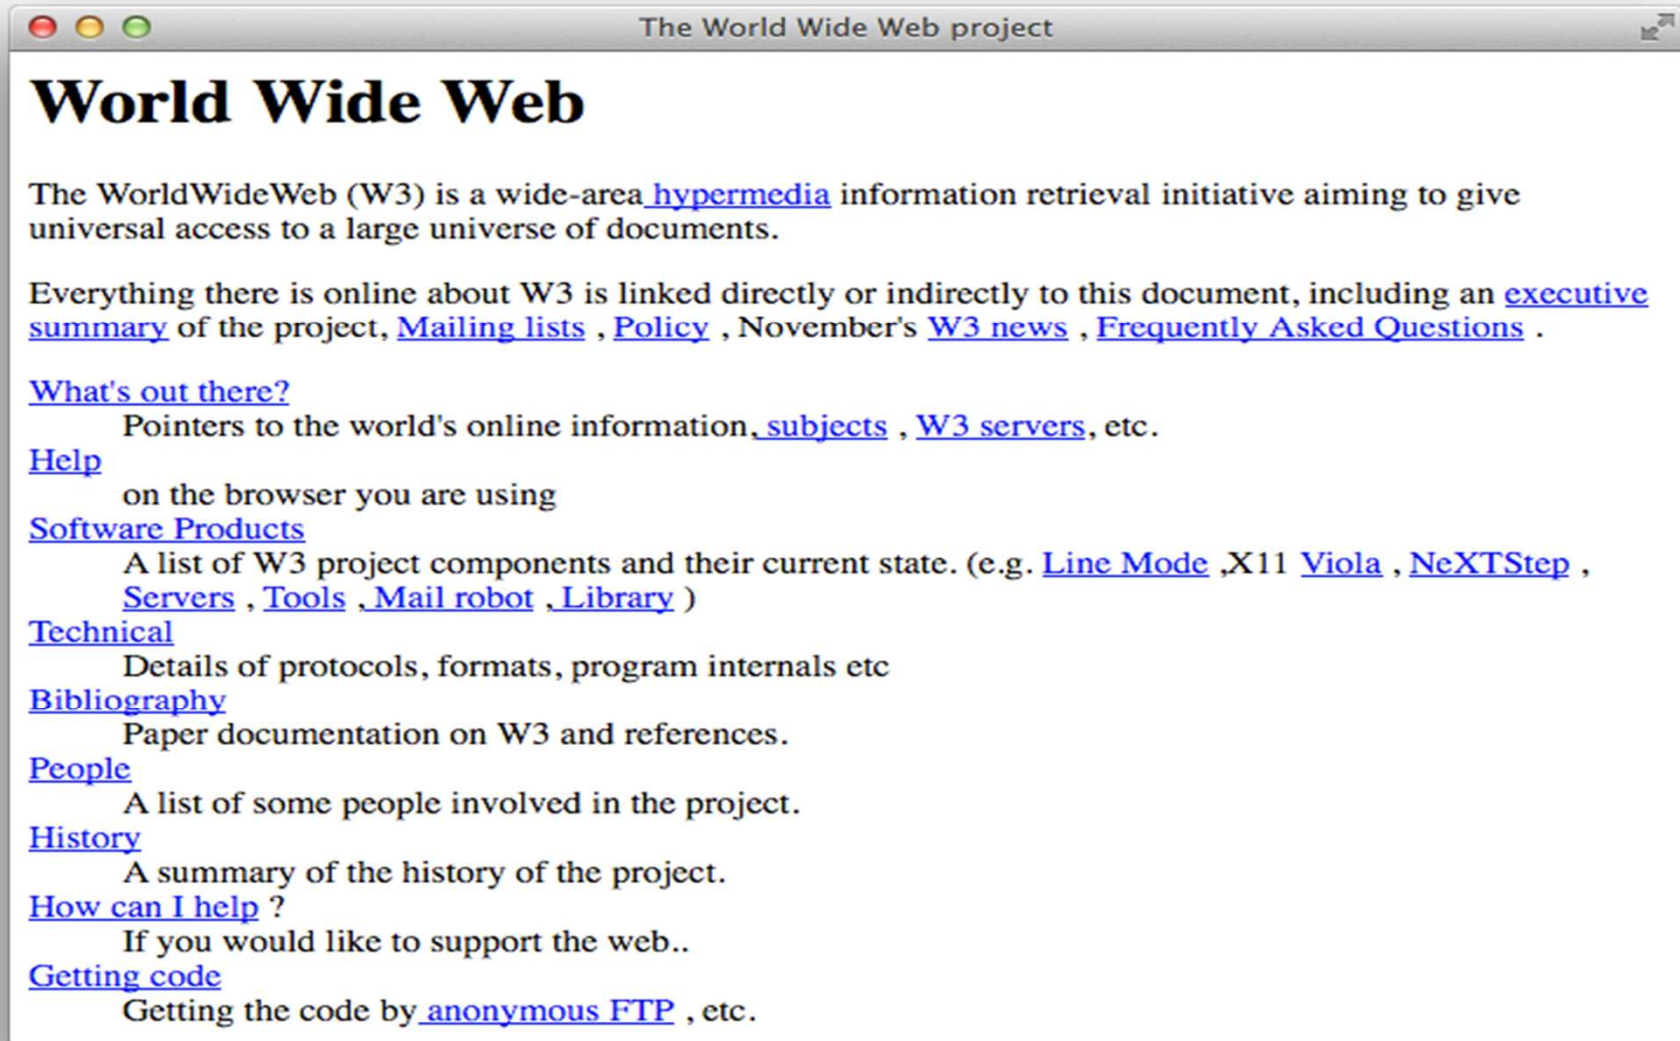 The World Wide Web project
World Wide Web
The WorldWideWeb (W3) is a wide-area hypermedia information retrieval initiative aiming to give
universal access to a large universe of documents.
Everything there is online about W3 is linked directly or indirectly to this document, including an executive
summary of the project, Mailing lists , Policy , November's W3 news , Frequently Asked Questions .
What's out there?
Pointers to the world's online information, subjects , W3 servers, etc.
Help
on the browser you are using
Software Products
A list of W3 project components and their current state. (e.g. Line Mode ,X11 Viola , NeXTStep ,
Servers , Tools , Mail robot , Library )
Technical
Details of protocols, formats, program internals etc
Bibliography
Paper documentation on W3 and references.
People
A list of some people involved in the project.
History
A summary of the history of the project.
How can I help ?
If you would like to support the web..
Getting code
Getting the code by anonymous FTP , etc.